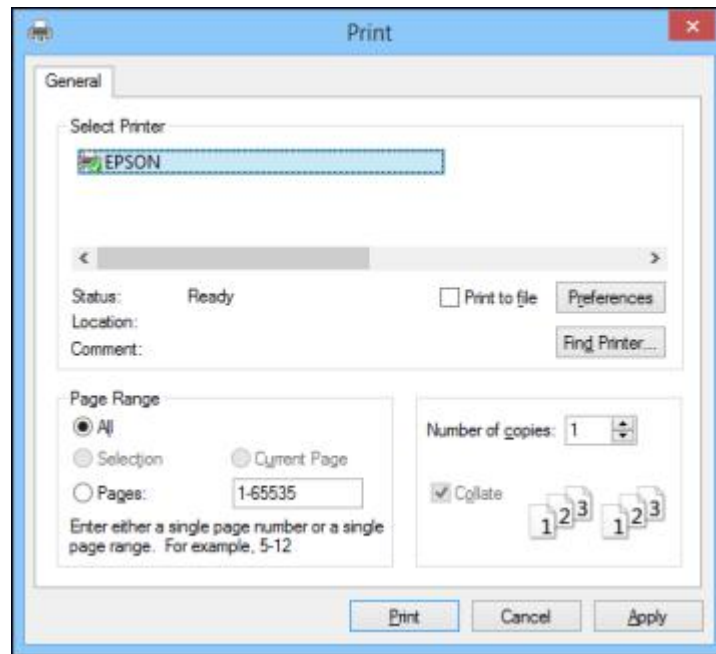 Print
General
Select Printer
EPSON
Status: Ready
Location:
Comment:
Print to file
Preferences
Find Printer...
Page Range
All
Selection
Current Page
Pages: 1-65535
Enter either a single page number or a single
page range. For example, 5-12
Number of copies: 1
Collate
1 2 3 1 2 3
Print Cancel Apply